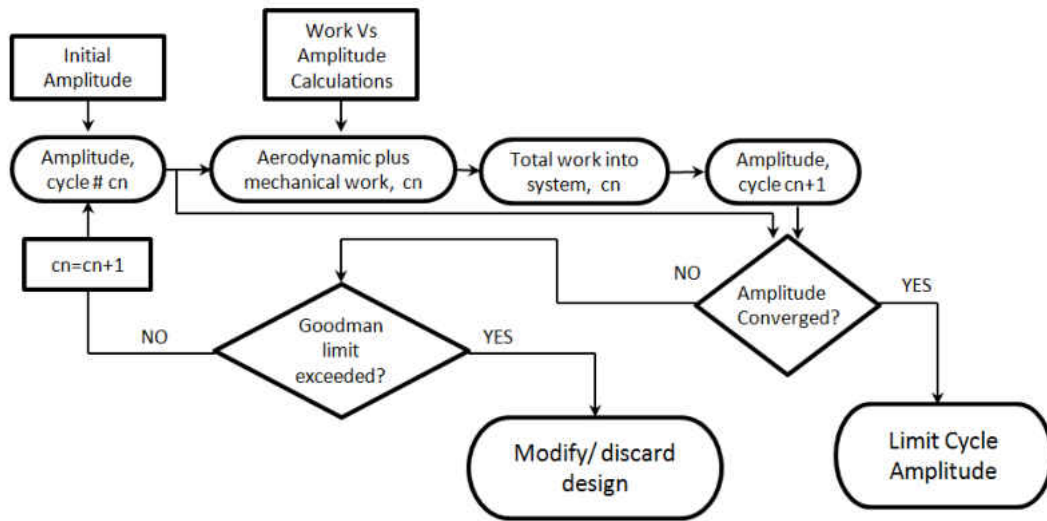 Initial
Amplitude
Work Vs
Amplitude
Calculations
Amplitude,
cycle # cn
Aerodynamic plus
mechanical work, cn
Total work into
system, cn
Amplitude,
cycle cn+1
cn=cn+1
NO
Goodman
limit
exceeded?
YES
NO
Amplitude
Converged?
YES
Modify/ discard
design
Limit Cycle
Amplitude